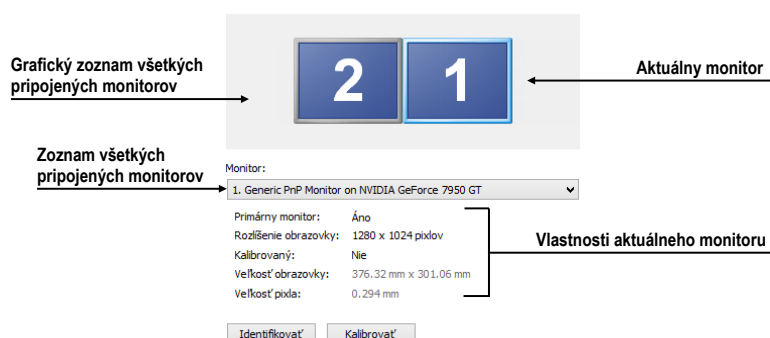 Grafický zoznam všetkých
pripojených monitorov
2 1
Aktuálny monitor
Zoznam všetkých
pripojených monitorov
Monitor:
1. Generic PnP Monitor on NVIDIA GeForce 7950 GT
Primárny monitor: Áno
Rozlíšenie obrazovky: 1280 x 1024 pixlov
Kalibrovaný: Nie
Veľkosť obrazovky: 376.32 mm x 301.06 mm
Veľkosť pixla: 0.294 mm
Vlastnosti aktuálneho monitoru
Identifikovať Kalibrovať